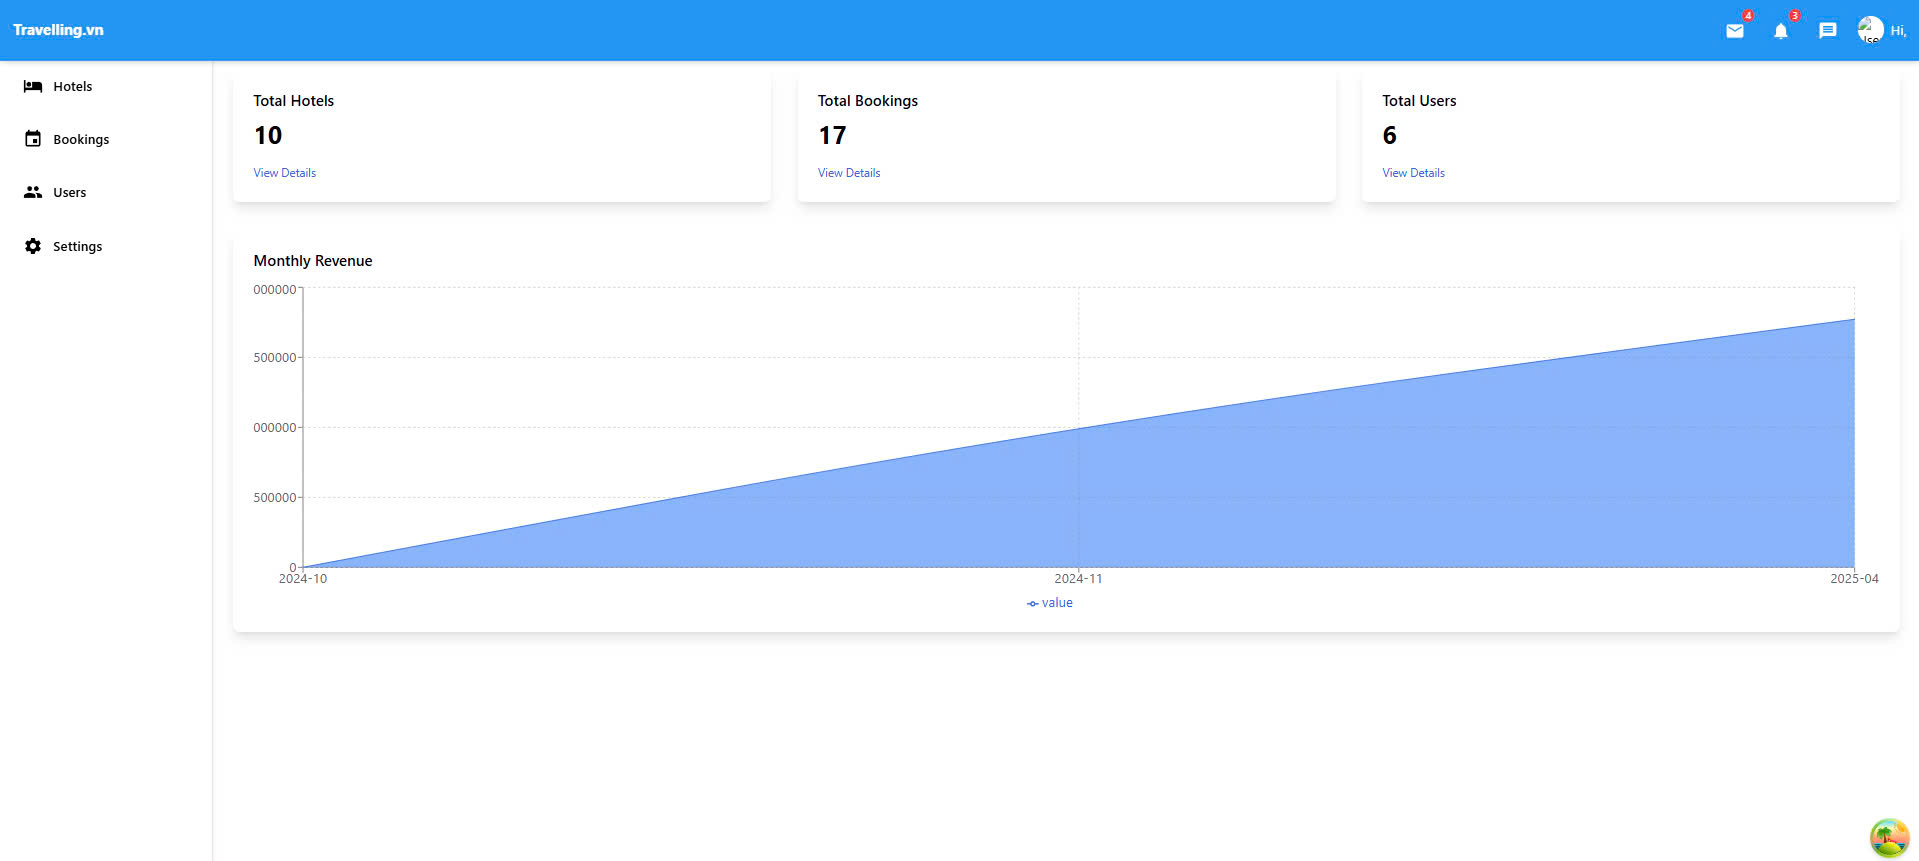 Travelling.vn
4
3
Hi,
Hotels
Bookings
Users
Settings
Total Hotels
10
View Details
Total Bookings
17
View Details
Total Users
6
View Details
Monthly Revenue
000000
500000
000000
500000
0
2024-10
2024-11
2025-04
value